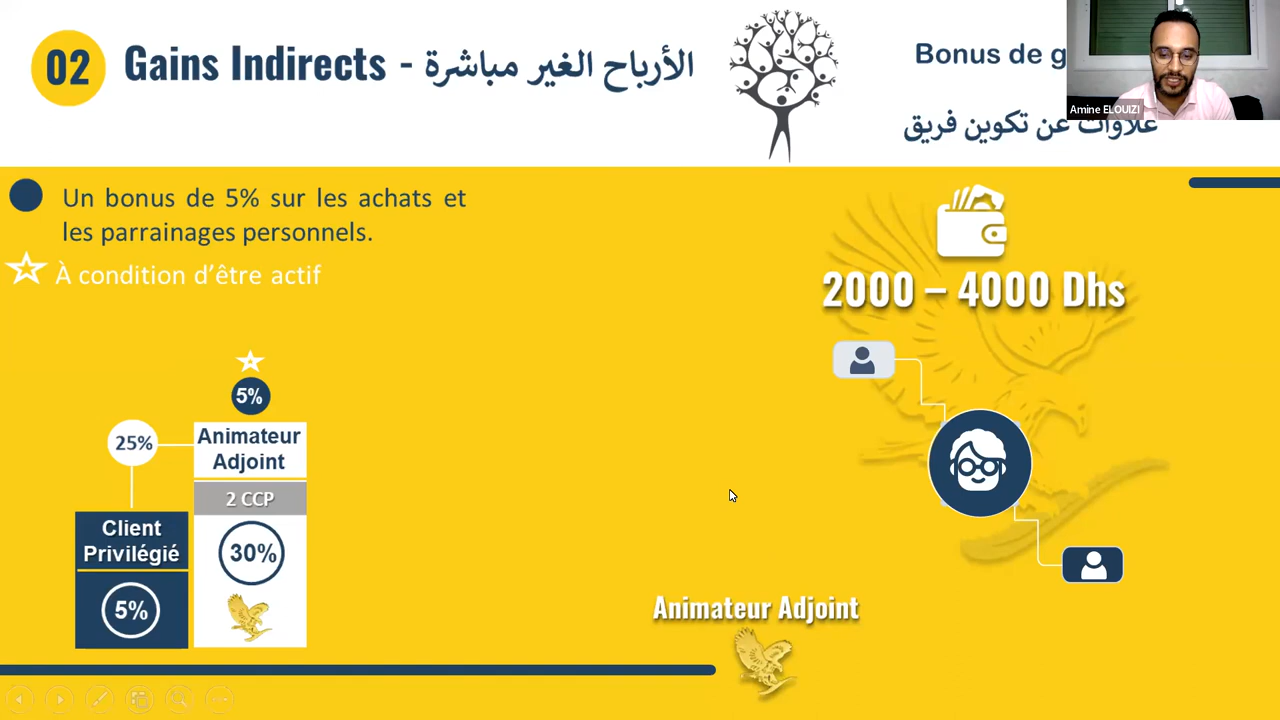 02
Gains Indirects - الأرباح الغير مباشرة
Bonus de g
علاوات عن تكوين فريق
Amine ELOUIZI
Un bonus de 5% sur les achats et
les parrainages personnels.
À condition d'être actif
2000 – 4000 Dhs
5%
25%
Animateur
Adjoint
2 CCP
Client
Privilégié
30%
5%
Animateur Adjoint